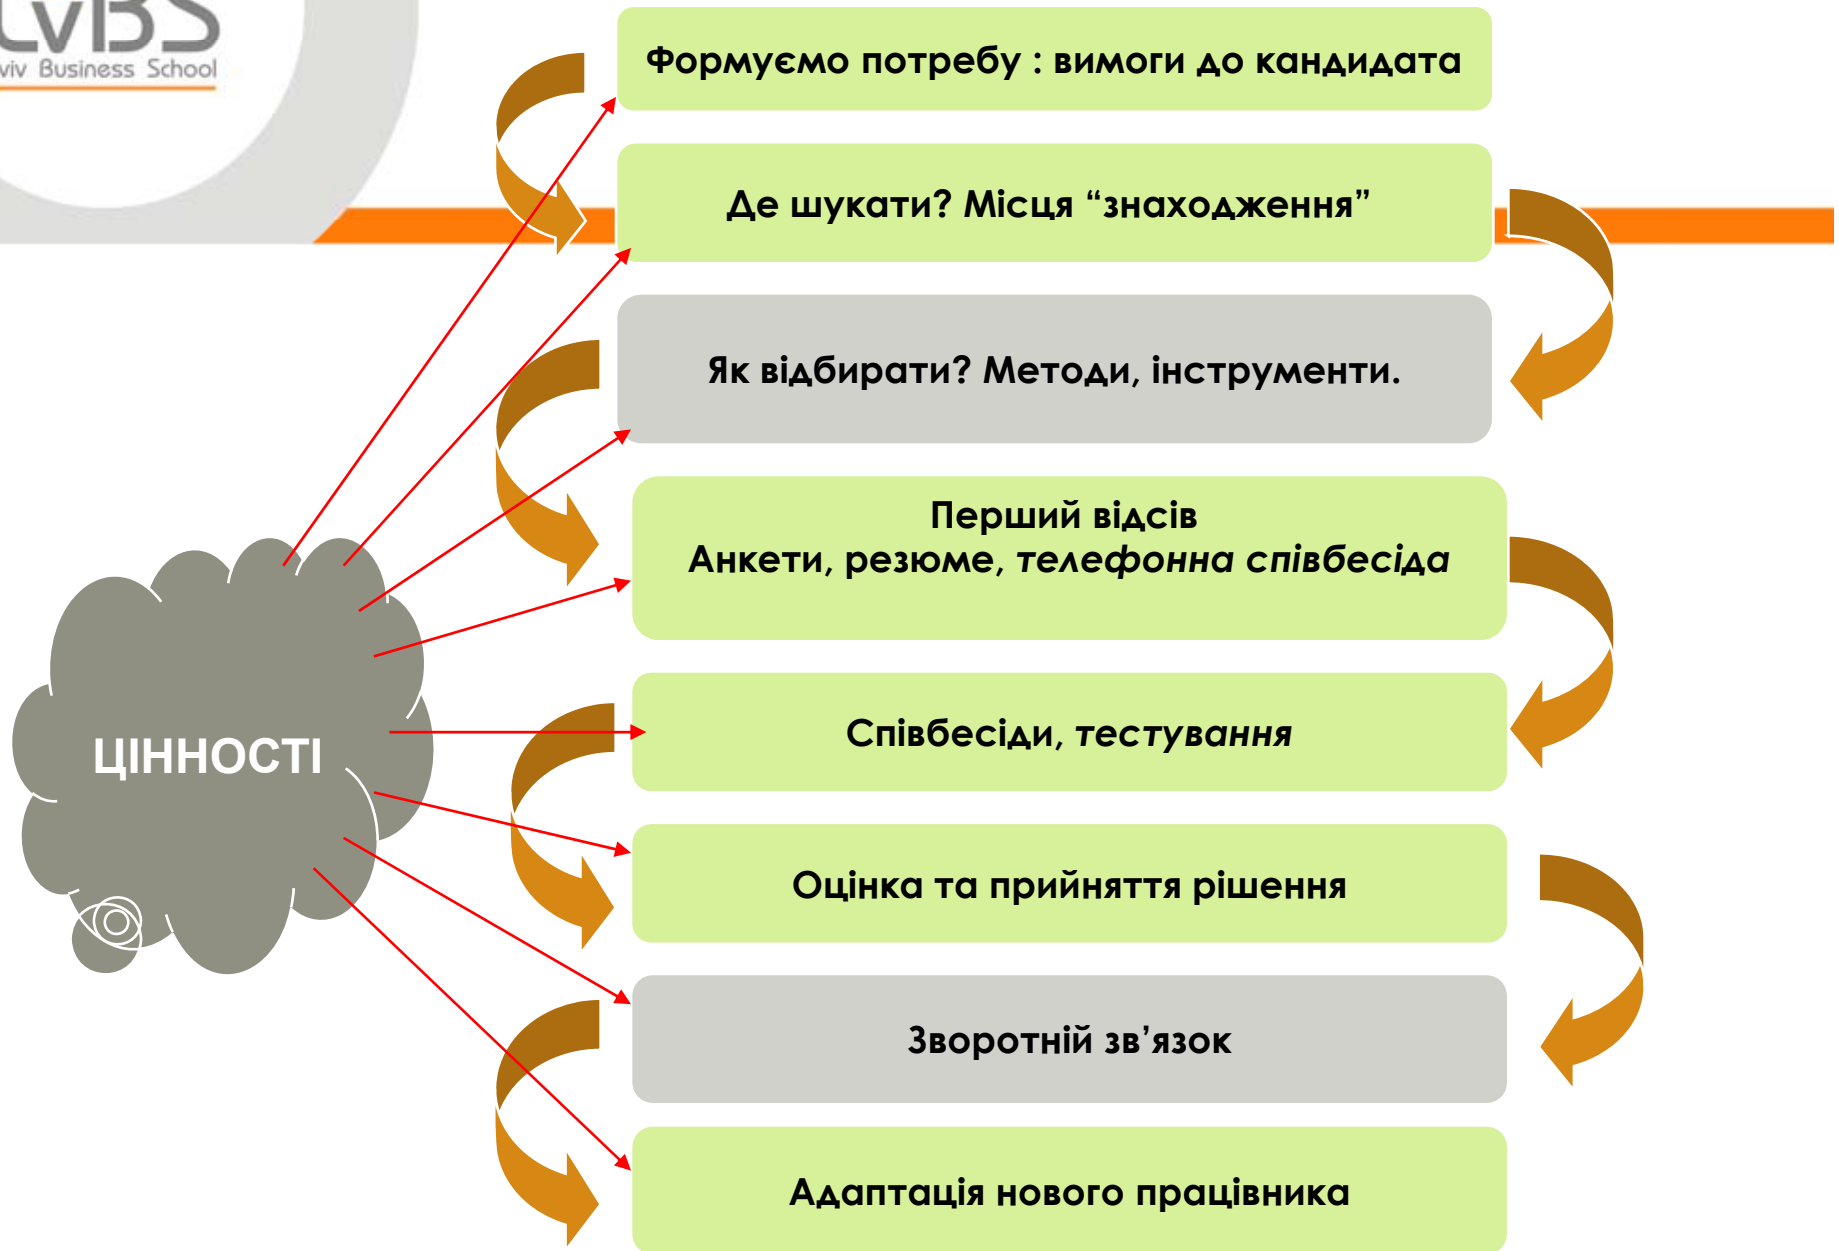 LvBS
viv Business School
Формуємо потребу : вимоги до кандидата
Де шукати? Місця “знаходження”
Як відбирати? Методи, інструменти.
Перший відсів
Анкети, резюме, телефонна співбесіда
ЦІННОСТІ
Співбесіди, тестування
Оцінка та прийняття рішення
Зворотній зв’язок
Адаптація нового працівника